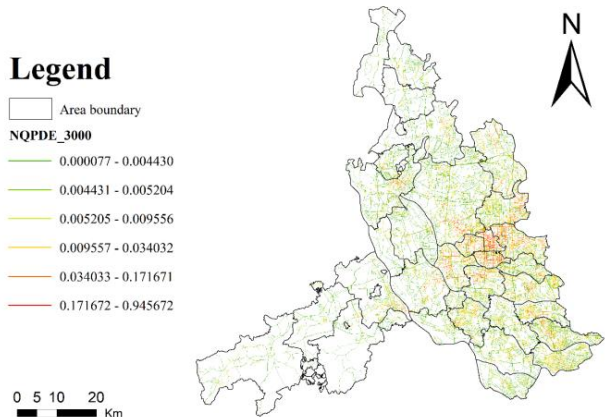 N
Legend
Area boundary
NQPDE_3000
0.000077 - 0.004430
0.004431 - 0.005204
0.005205 - 0.009556
0.009557 - 0.034032
0.034033 - 0.171671
0.171672 - 0.945672
0 5 10 20
Km